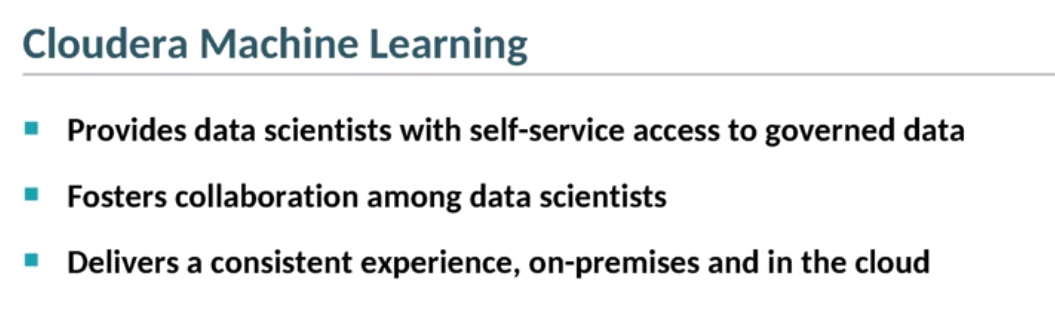 Cloudera Machine Learning
Provides data scientists with self-service access to governed data
Fosters collaboration among data scientists
Delivers a consistent experience, on-premises and in the cloud